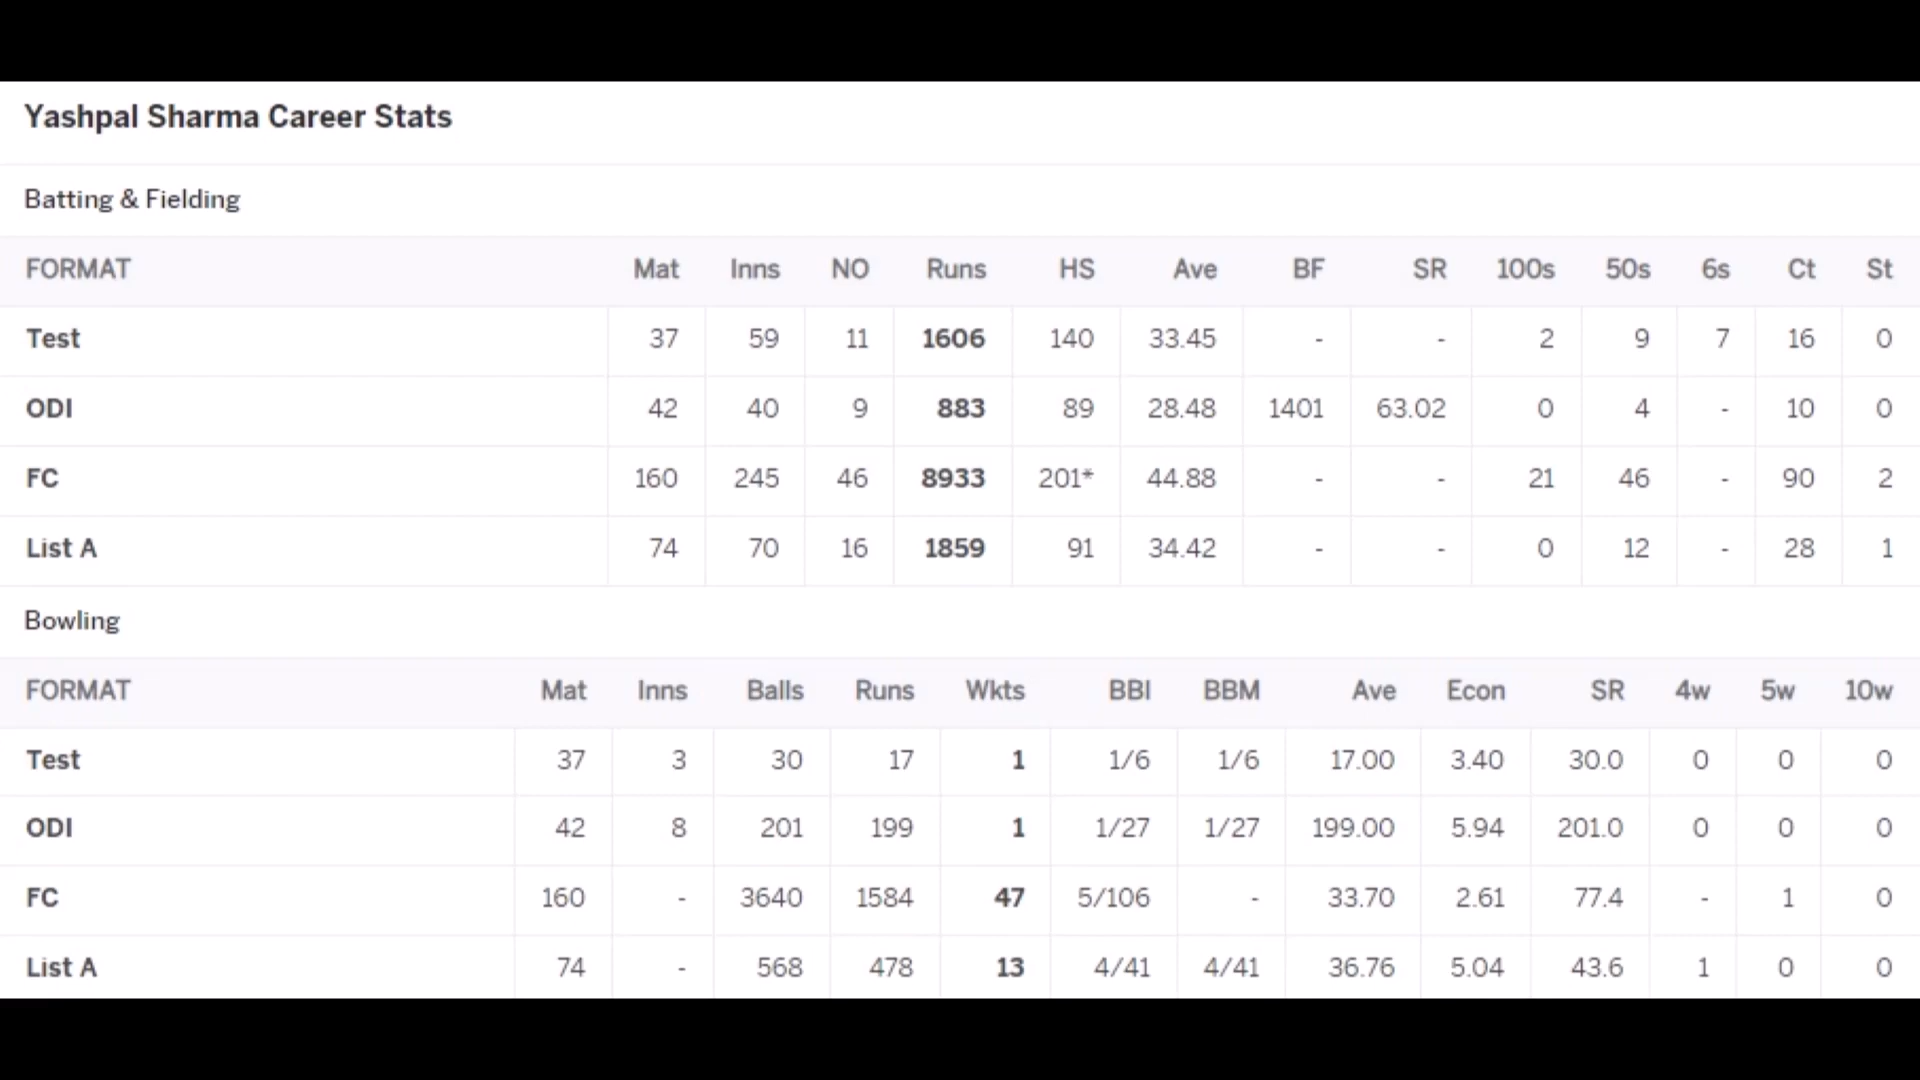 Yashpal Sharma Career Stats
Batting & Fielding
FORMAT Mat Inns NO Runs HS Ave BF SR 100s 50s 6s Ct St
Test 37 59 11 1606 140 33.45 - - 2 9 7 16 0
ODI 42 40 9 883 89 28.48 1401 63.02 0 4 - 10 0
FC 160 245 46 8933 201* 44.88 - - 21 46 - 90 2
List A 74 70 16 1859 91 34.42 - - 0 12 - 28 1
Bowling
FORMAT Mat Inns Balls Runs Wkts BBI BBM Ave Econ SR 4w 5w 10w
Test 37 3 30 17 1 1/6 1/6 17.00 3.40 30.0 0 0 0
ODI 42 8 201 199 1 1/27 1/27 199.00 5.94 201.0 0 0 0
FC 160 - 3640 1584 47 5/106 - 33.70 2.61 77.4 - 1 0
List A 74 - 568 478 13 4/41 4/41 36.76 5.04 43.6 1 0 0